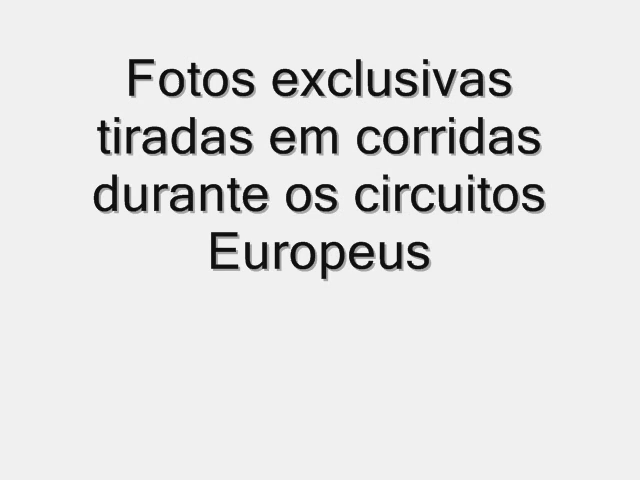 Fotos exclusivas
tiradas em corridas
durante os circuitos
Europeus